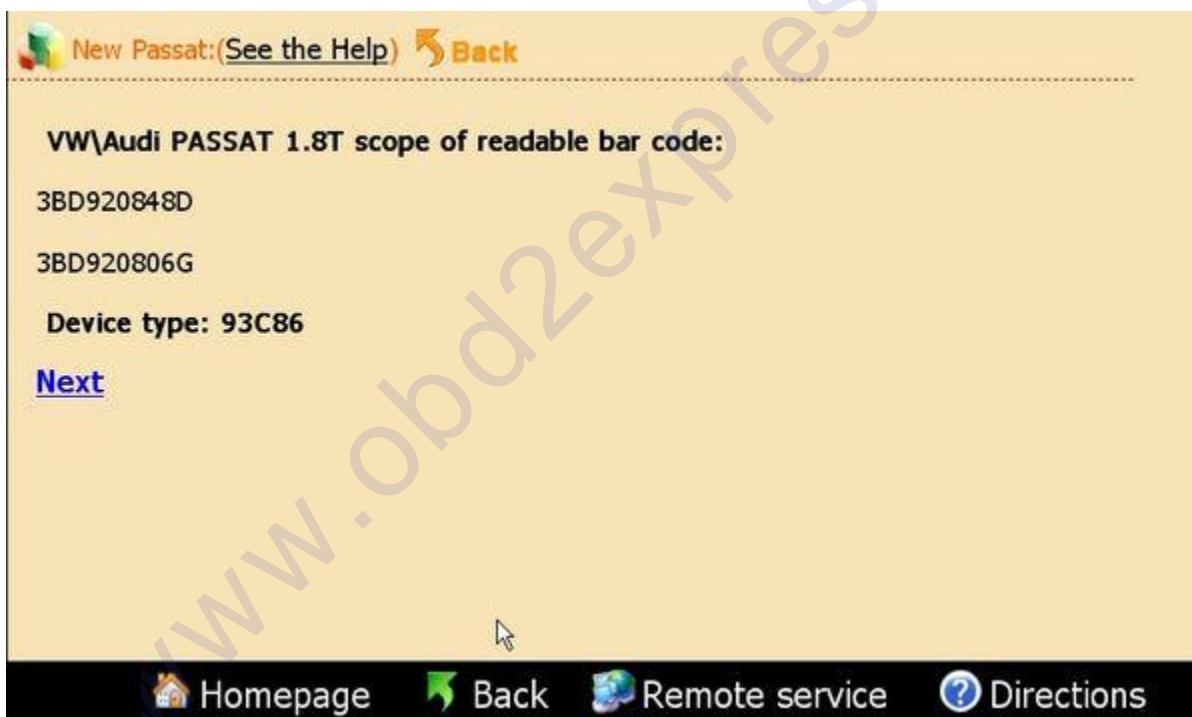 New Passat:(See the Help) Back
VW\Audi PASSAT 1.8T scope of readable bar code:
3BD920848D
3BD920806G
Device type: 93C86
Next
Homepage Back Remote service Directions
www.obd2expres